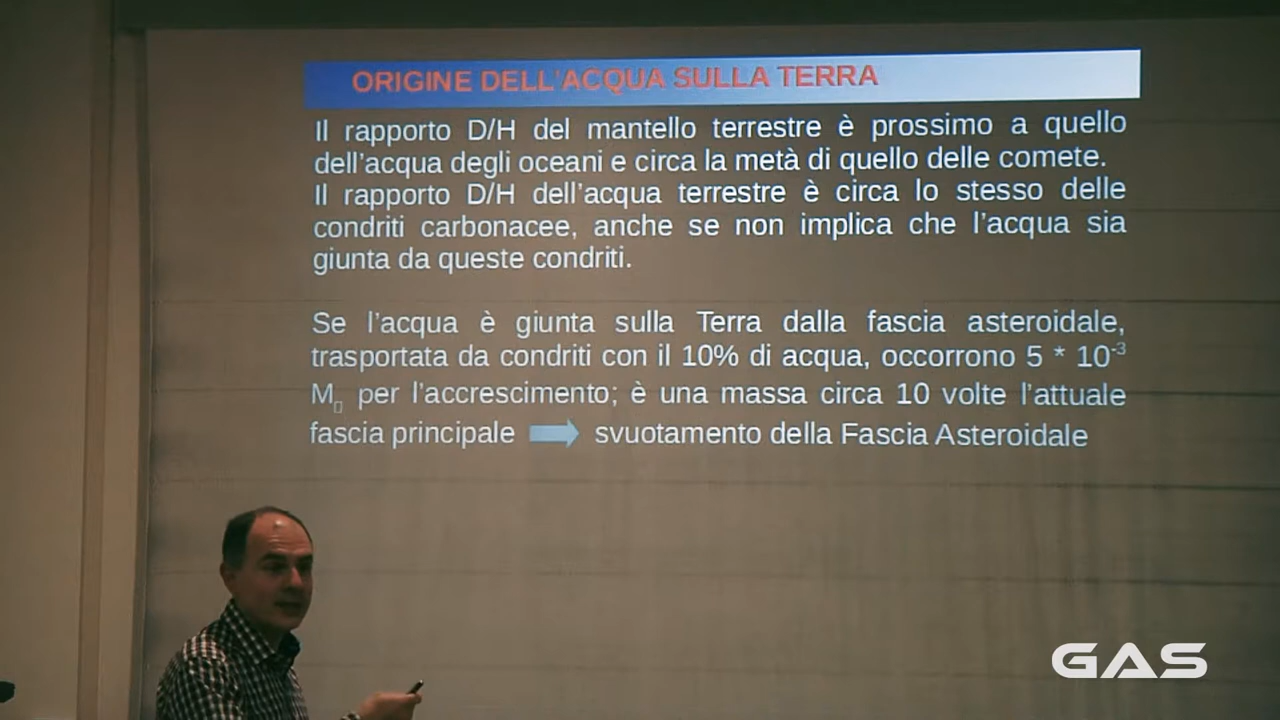 ORIGINE DELL'ACQUA SULLA TERRA
Il rapporto D/H del mantello terrestre è prossimo a quello
dell'acqua degli oceani e circa la metà di quello delle comete.
Il rapporto D/H dell'acqua terrestre è circa lo stesso delle
condriti carbonacee, anche se non implica che l'acqua sia
giunta da queste condriti.
Se l'acqua è giunta sulla Terra dalla fascia asteroidale,
trasportata da condriti con il 10% di acqua, occorrono 5 * 10⁻³
M▯ per l'accrescimento; è una massa circa 10 volte l'attuale
fascia principale ➡ svuotamento della Fascia Asteroidale
GAS